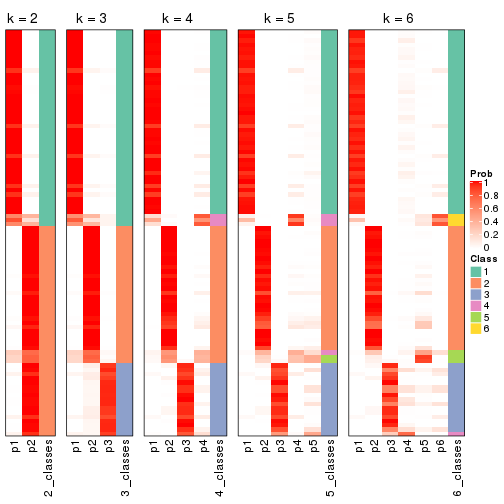 k = 2
k = 3
k = 4
k = 5
k = 6
Prob
1
0.8
0.6
0.4
0.2
0
Class
1
2
3
4
5
6
p1
p2
2_classes
p1
p2
p3
3_classes
p1
p2
p3
p4
4_classes
p1
p2
p3
p4
p5
5_classes
p1
p2
p3
p4
p5
p6
6_classes